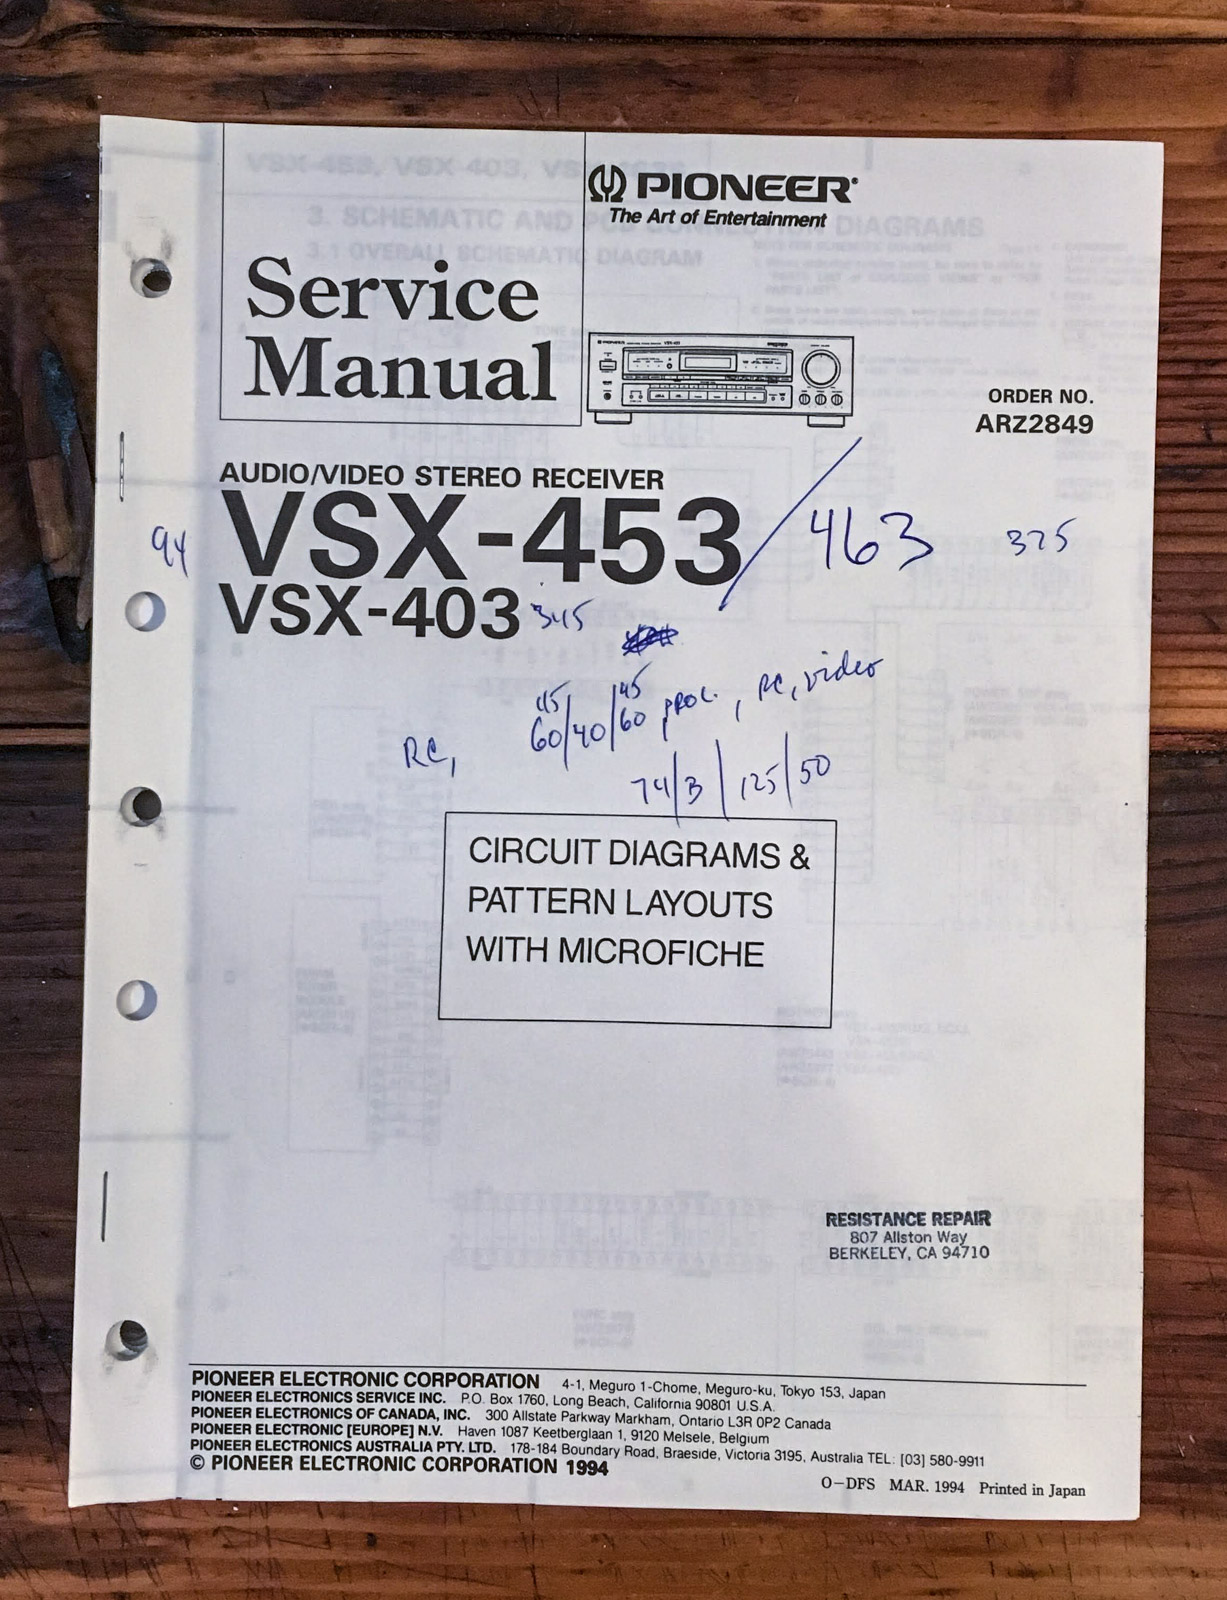 PIONEER®
The Art of Entertainment
Service
Manual
ORDER NO.
ARZ2849
AUDIO/VIDEO STEREO RECEIVER
VSX-453 / 463 325
94
VSX-403 345
45 45
60/40/60 proc., RC, video
RC,
74/3/125/50
CIRCUIT DIAGRAMS &
PATTERN LAYOUTS
WITH MICROFICHE
RESISTANCE REPAIR
807 Allston Way
BERKELEY, CA 94710
PIONEER ELECTRONIC CORPORATION 4-1, Meguro 1-Chome, Meguro-ku, Tokyo 153, Japan
PIONEER ELECTRONICS SERVICE INC. P.O. Box 1760, Long Beach, California 90801 U.S.A.
PIONEER ELECTRONICS OF CANADA, INC. 300 Allstate Parkway Markham, Ontario L3R 0P2 Canada
PIONEER ELECTRONIC [EUROPE] N.V. Haven 1087 Keetberglaan 1, 9120 Melsele, Belgium
PIONEER ELECTRONICS AUSTRALIA PTY. LTD. 178-184 Boundary Road, Braeside, Victoria 3195, Australia TEL: [03] 580-9911
© PIONEER ELECTRONIC CORPORATION 1994
O-DFS MAR. 1994 Printed in Japan